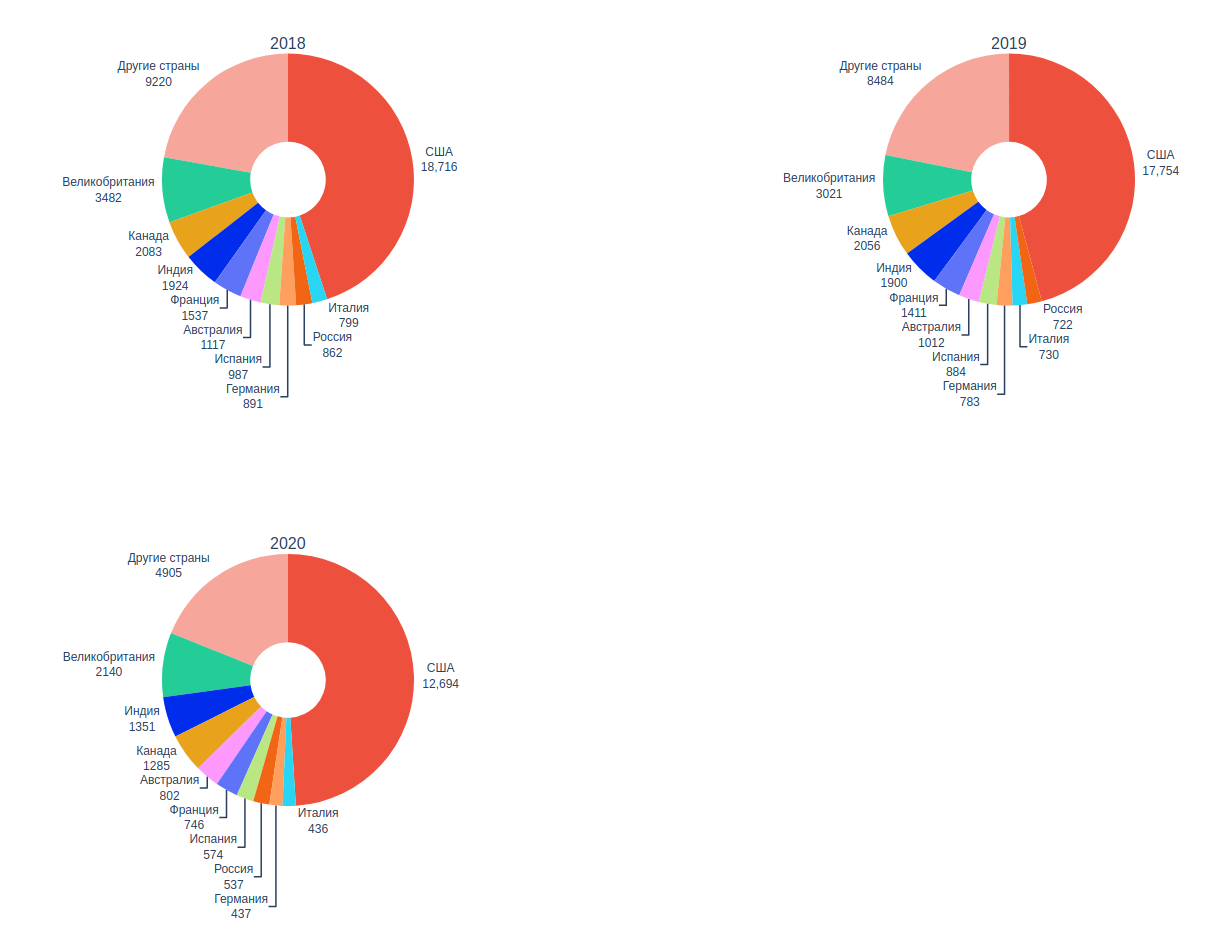 2018
Другие страны
9220
США
18,716
Великобритания
3482
Канада
2083
Индия
1924
Франция
1537
Австралия
1117
Испания
987
Германия
891
Италия
799
Россия
862
2019
Другие страны
8484
США
17,754
Великобритания
3021
Канада
2056
Индия
1900
Франция
1411
Австралия
1012
Испания
884
Германия
783
Россия
722
Италия
730
2020
Другие страны
4905
США
12,694
Великобритания
2140
Индия
1351
Канада
1285
Австралия
802
Франция
746
Испания
574
Россия
537
Германия
437
Италия
436